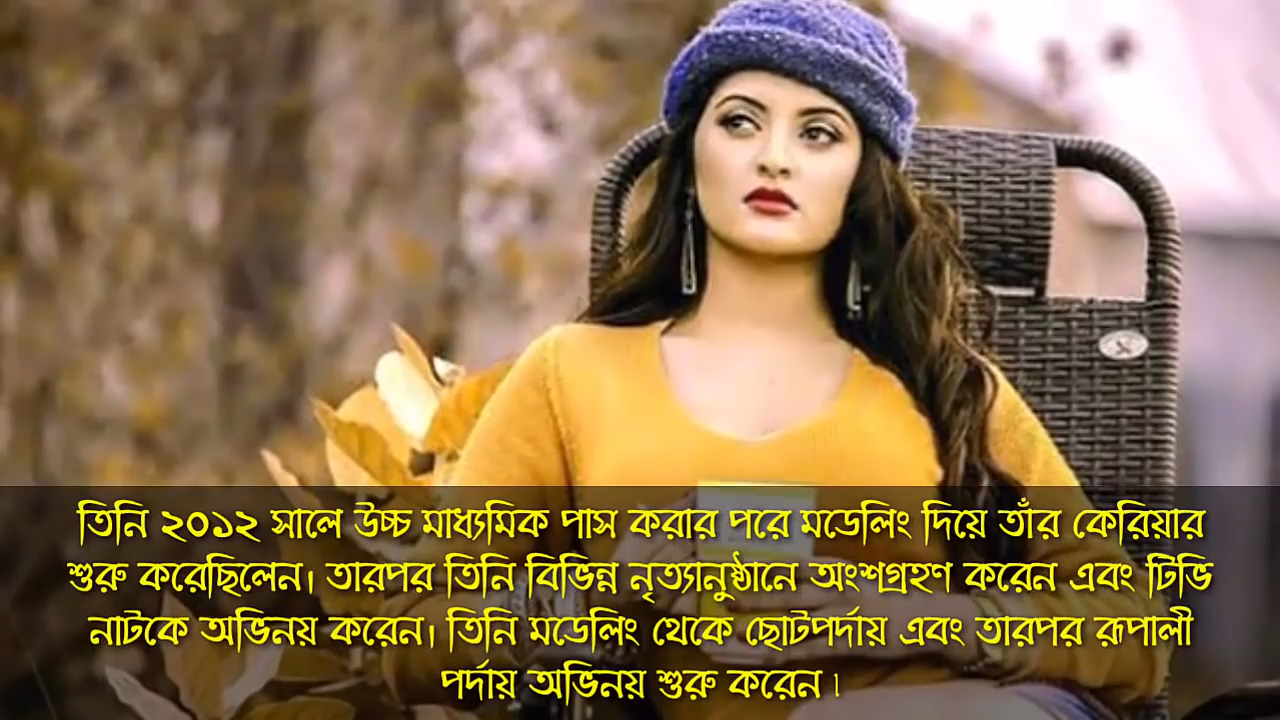 তিনি ২০১২ সালে উচ্চ মাধ্যমিক পাস করার পরে মডেলিং দিয়ে তাঁর কেরিয়ার
শুরু করেছিলেন। তারপর তিনি বিভিন্ন নৃত্যানুষ্ঠানে অংশগ্রহণ করেন এবং টিভি
নাটকে অভিনয় করেন। তিনি মডেলিং থেকে ছোটপর্দায় এবং তারপর রূপালী
পর্দায় অভিনয় শুরু করেন।